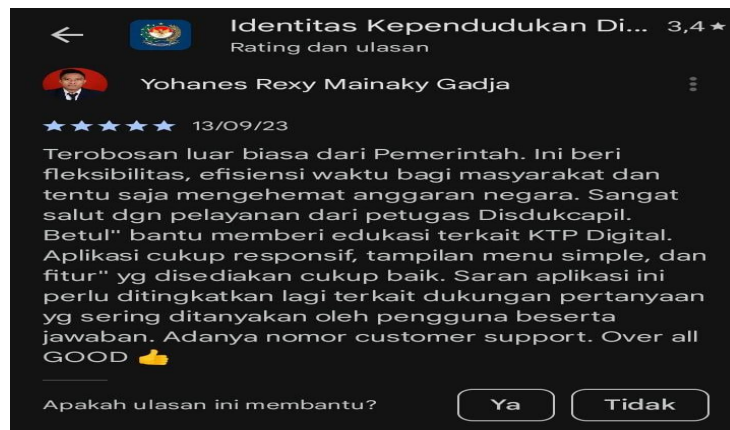 Identitas Kependudukan Di... 3,4 ★
Rating dan ulasan
Yohanes Rexy Mainaky Gadja
★★★★★ 13/09/23
Terobosan luar biasa dari Pemerintah. Ini beri
fleksibilitas, efisiensi waktu bagi masyarakat dan
tentu saja mengehemat anggaran negara. Sangat
salut dgn pelayanan dari petugas Disdukcapil.
Betul" bantu memberi edukasi terkait KTP Digital.
Aplikasi cukup responsif, tampilan menu simple, dan
fitur" yg disediakan cukup baik. Saran aplikasi ini
perlu ditingkatkan lagi terkait dukungan pertanyaan
yg sering ditanyakan oleh pengguna beserta
jawaban. Adanya nomor customer support. Over all
GOOD 👍
Apakah ulasan ini membantu? Ya Tidak